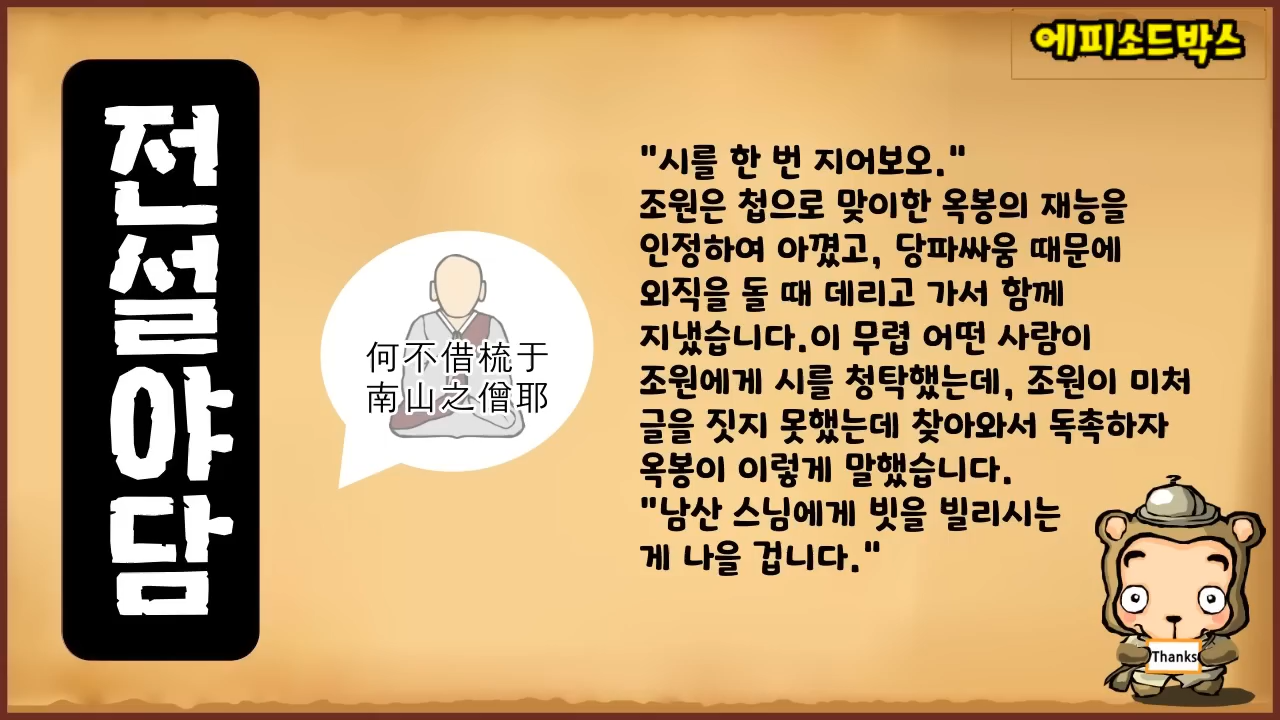 에피소드박스
전설야담
何不借梳于
南山之僧耶
"시를 한 번 지어보오."
조원은 첩으로 맞이한 옥봉의 재능을
인정하여 아꼈고, 당파싸움 때문에
외직을 돌 때 데리고 가서 함께
지냈습니다.이 무렵 어떤 사람이
조원에게 시를 청탁했는데, 조원이 미처
글을 짓지 못했는데 찾아와서 독촉하자
옥봉이 이렇게 말했습니다.
"남산 스님에게 빗을 빌리시는
게 나을 겁니다."
Thanks